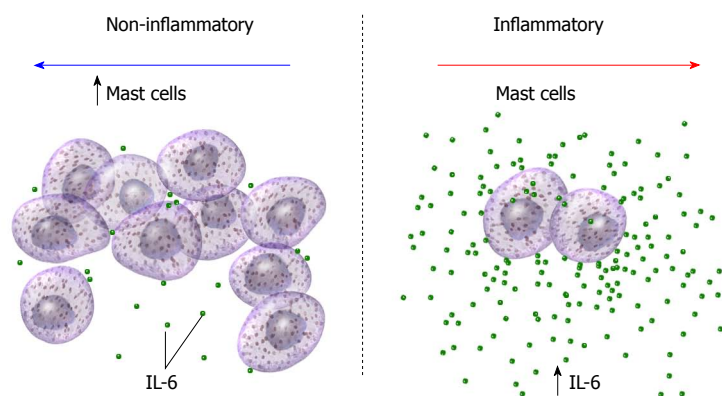 Non-inflammatory
Inflammatory
↑ Mast cells
Mast cells
IL-6
↑ IL-6